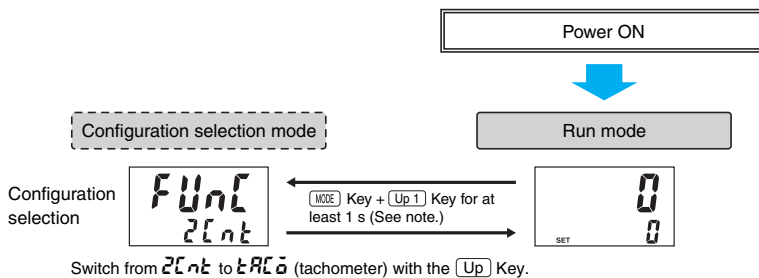 Power ON
Configuration selection mode
Run mode
Configuration
selection
FUnC
2Cnt
MODE Key + Up 1 Key for at
least 1 s (See note.)
0
SET 0
Switch from 2Cnt to tACo (tachometer) with the Up Key.